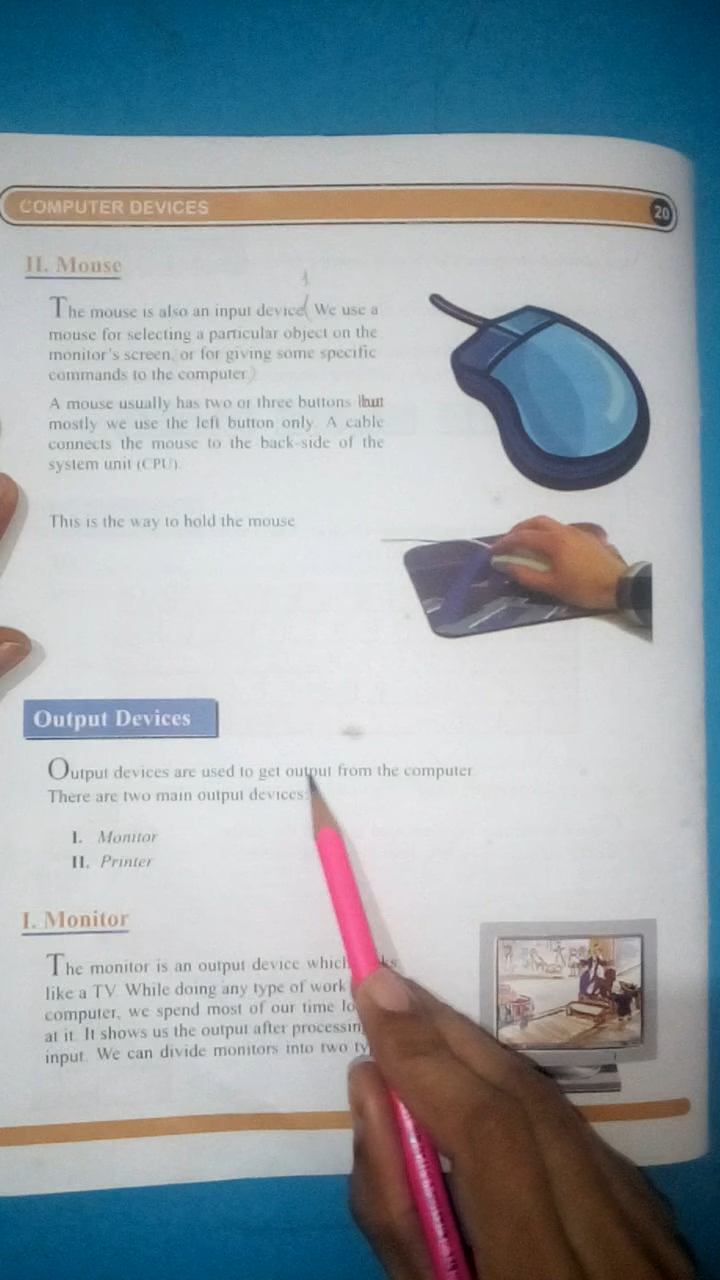 COMPUTER DEVICES
20
II. Mouse
The mouse is also an input device We use a
mouse for selecting a particular object on the
monitor's screen, or for giving some specific
commands to the computer
A mouse usually has two or three buttons but
mostly we use the left button only. A cable
connects the mouse to the back-side of the
system unit (CPU).
This is the way to hold the mouse
Output Devices
Output devices are used to get output from the computer
There are two main output devices:
I. Monitor
II. Printer
I. Monitor
The monitor is an output device which
like a TV. While doing any type of work
computer, we spend most of our time
at it. It shows us the output after
input. We can divide monitors into two